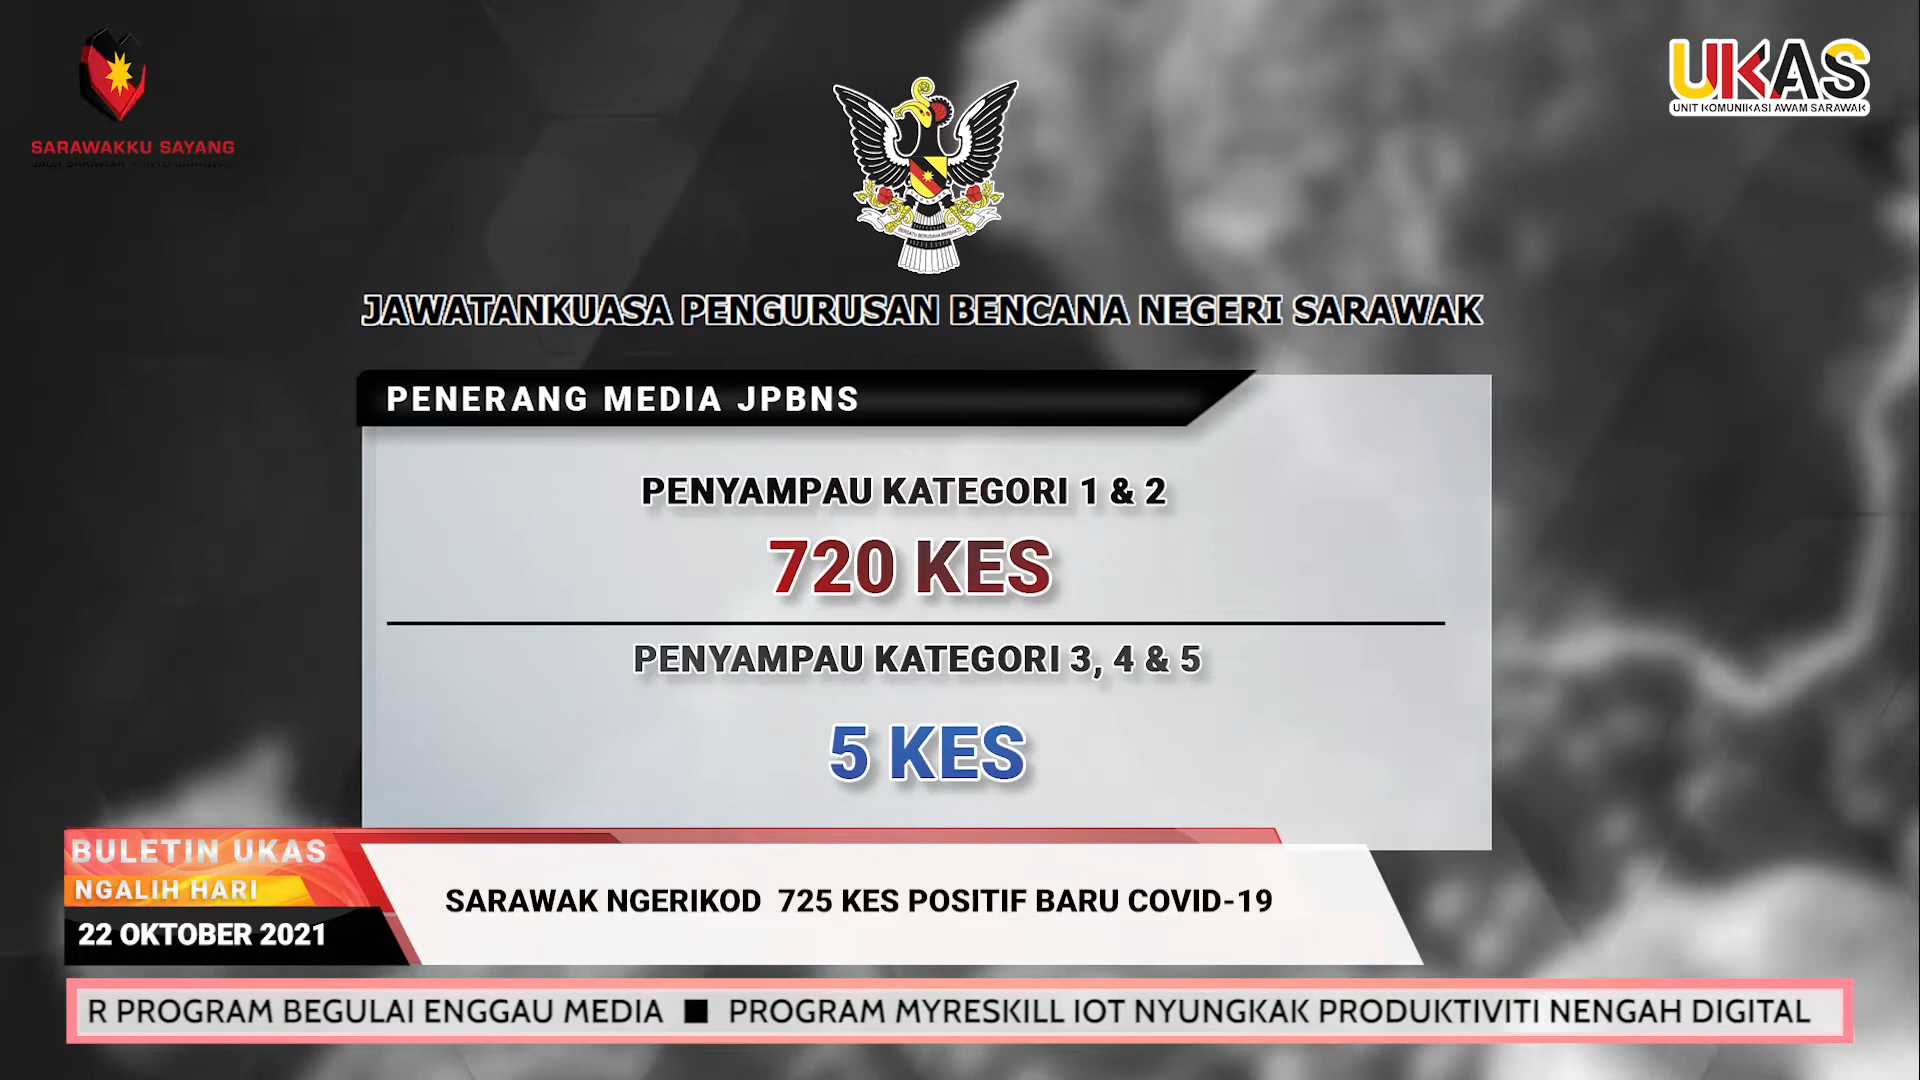 SARAWAKKU SAYANG
UKAS
UNIT KOMUNIKASI AWAM SARAWAK
JAWATANKUASA PENGURUSAN BENCANA NEGERI SARAWAK
PENERANG MEDIA JPBNS
PENYAMPAU KATEGORI 1 & 2
720 KES
PENYAMPAU KATEGORI 3, 4 & 5
5 KES
BULETIN UKAS
NGALIH HARI
22 OKTOBER 2021
SARAWAK NGERIKOD 725 KES POSITIF BARU COVID-19
R PROGRAM BEGULAI ENGGAU MEDIA ■ PROGRAM MYRESKILL IOT NYUNGKAK PRODUKTIVITI NENGAH DIGITAL